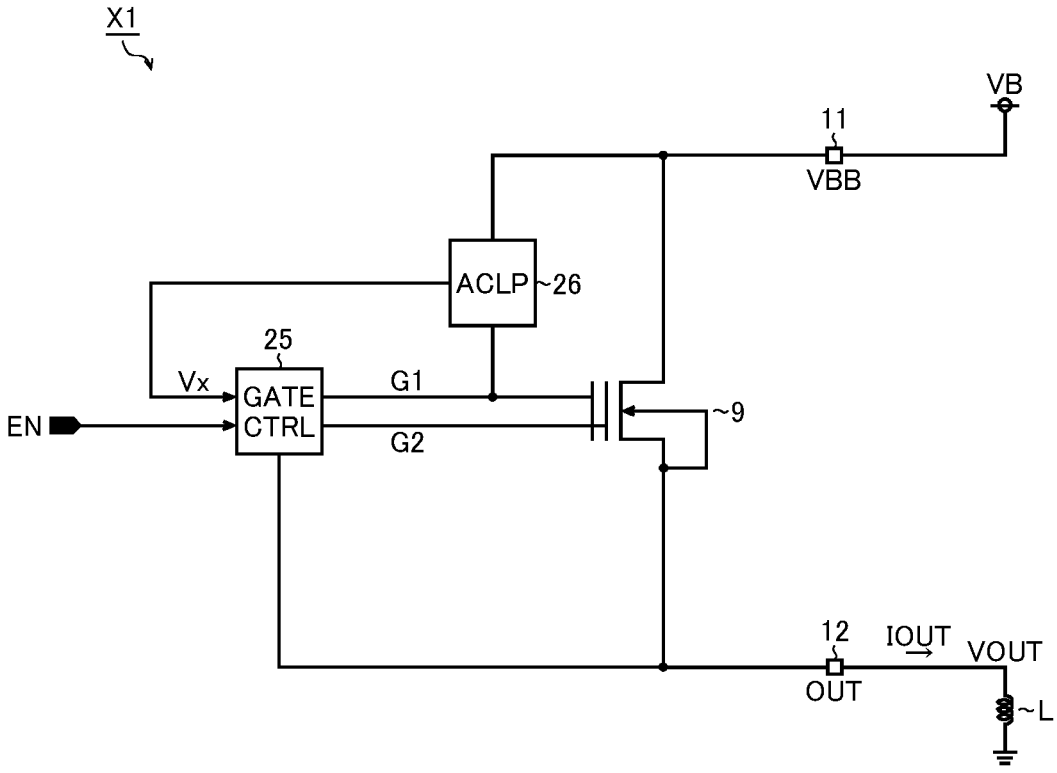 X1
VB
11
VBB
ACLP
26
25
Vx
GATE
CTRL
G1
G2
EN
9
12
IOUT
VOUT
OUT
L